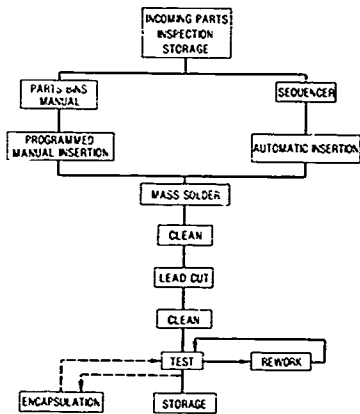 INCOMING PARTS
INSPECTION
STORAGE
PARTS BINS
MANUAL
SEQUENCER
PROGRAMMED
MANUAL INSERTION
AUTOMATIC INSERTION
MASS SOLDER
CLEAN
LEAD CUT
CLEAN
TEST
REWORK
ENCAPSULATION
STORAGE